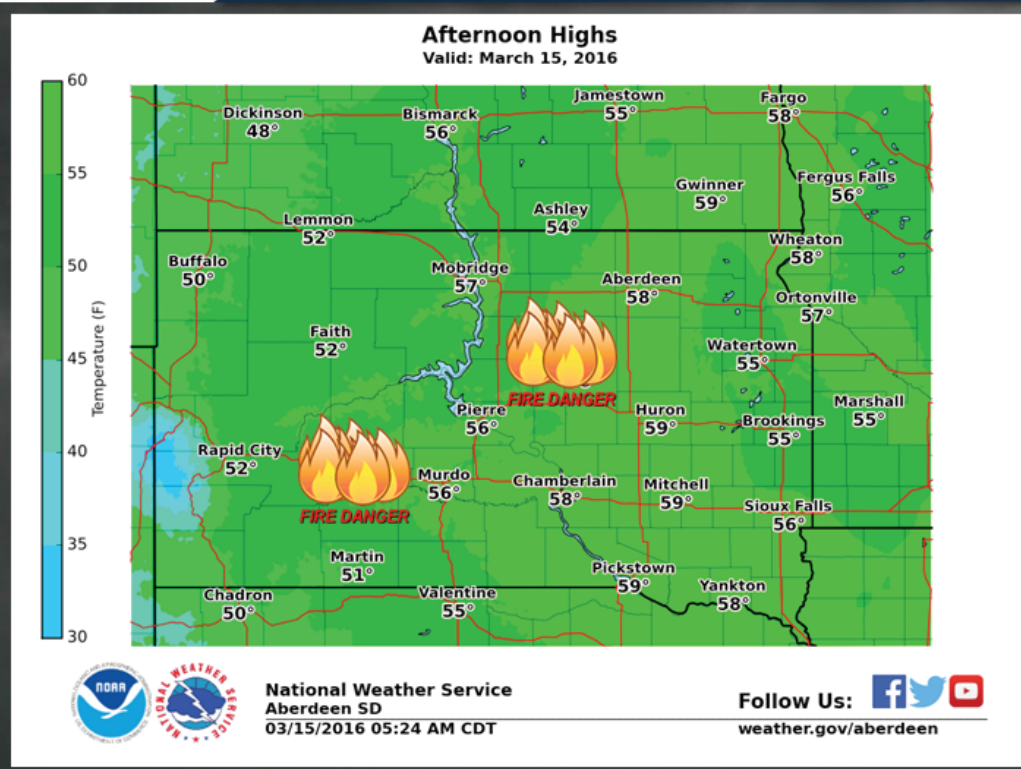 Afternoon Highs
Valid: March 15, 2016
60
55
50
45
40
35
30
Temperature (F)
Dickinson
48°
Bismarck
56°
Jamestown
55°
Fargo
58°
Fergus Falls
56°
Gwinner
59°
Ashley
54°
Lemmon
52°
Wheaton
58°
Buffalo
50°
Mobridge
57°
Aberdeen
58°
Ortonville
57°
Faith
52°
Watertown
55°
FIRE DANGER
Pierre
56°
Huron
59°
Brookings
55°
Marshall
55°
Rapid City
52°
Murdo
56°
Chamberlain
58°
Mitchell
59°
Sioux Falls
56°
FIRE DANGER
Martin
51°
Pickstown
59°
Yankton
58°
Chadron
50°
Valentine
55°
NOAA
NATIONAL WEATHER SERVICE
National Weather Service
Aberdeen SD
03/15/2016 05:24 AM CDT
Follow Us:
weather.gov/aberdeen